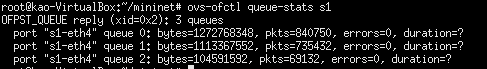 root@kao-VirtualBox:~/mininet# ovs-ofctl queue-stats s1
OFPST_QUEUE reply (xid=0x2): 3 queues
port "s1-eth4" queue 0: bytes=1272768348, pkts=840750, errors=0, duration=?
port "s1-eth4" queue 1: bytes=1113367552, pkts=735432, errors=0, duration=?
port "s1-eth4" queue 2: bytes=104591592, pkts=69132, errors=0, duration=?